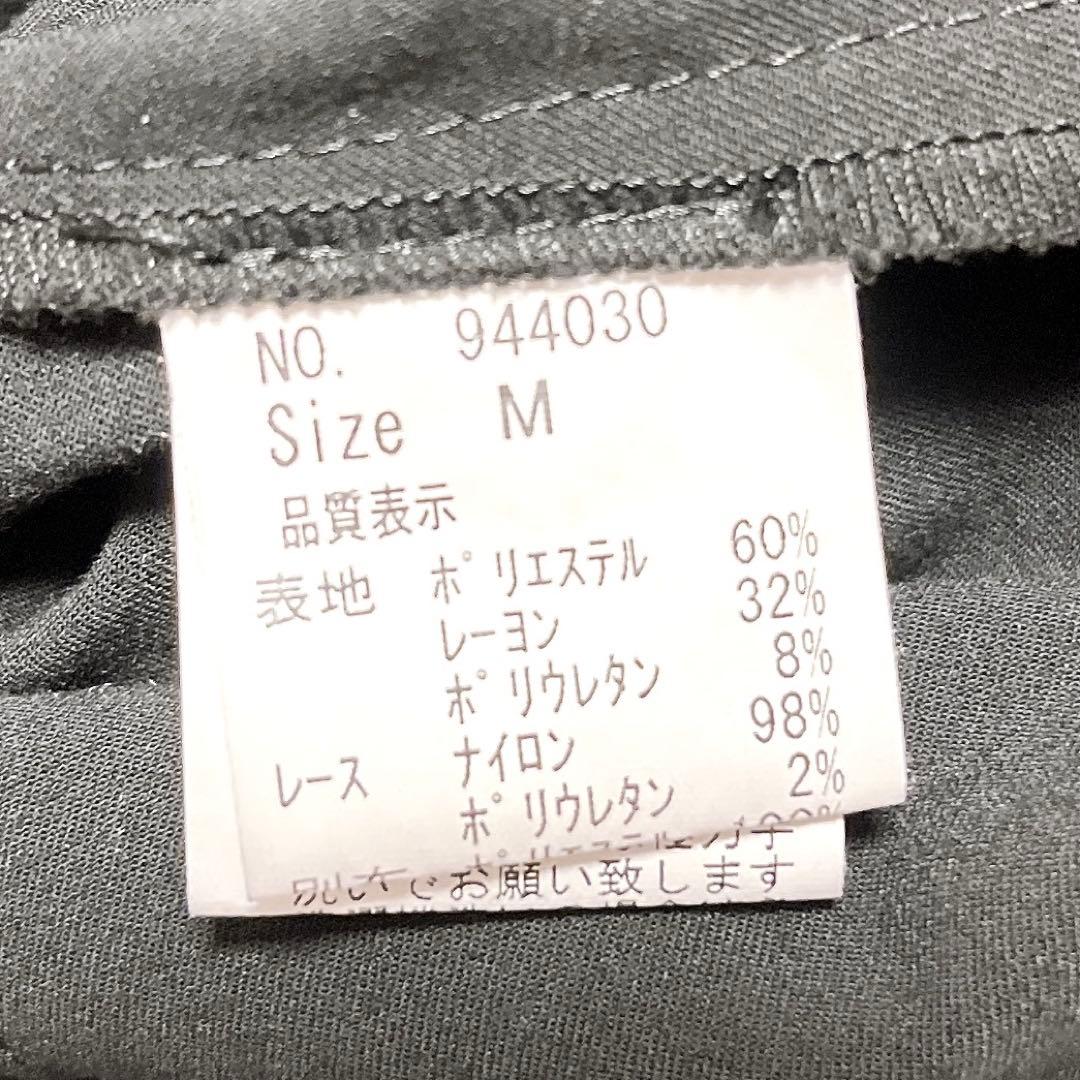 NO. 944030
Size M
品質表示
表地 ポリエステル 60%
レーヨン 32%
ポリウレタン 8%
レース ナイロン 98%
ポリウレタン 2%
お願い致します